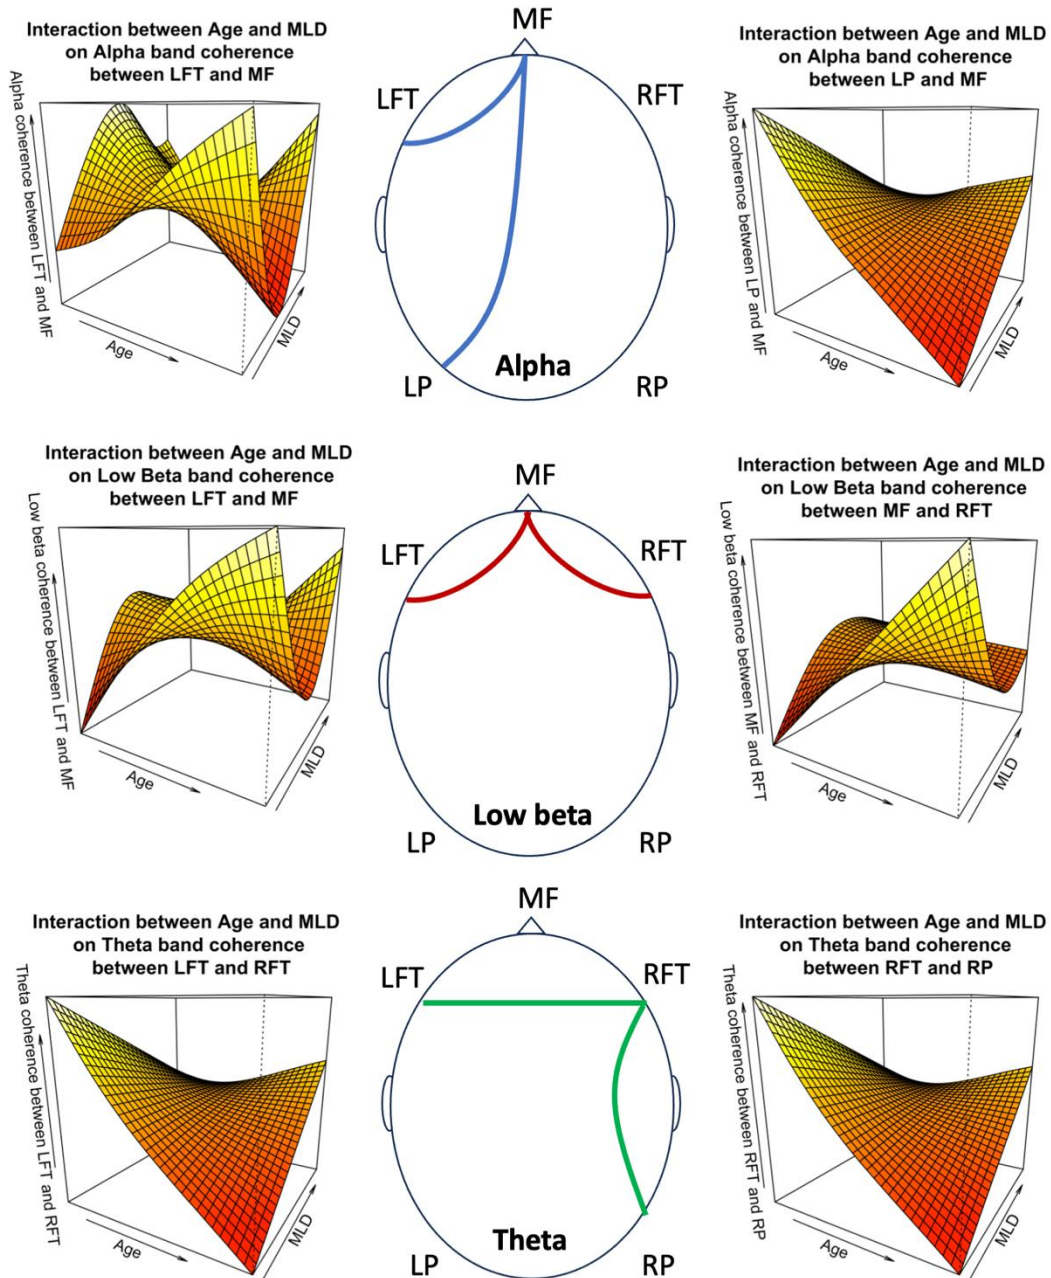 Interaction between Age and MLD
on Alpha band coherence
between LFT and MF
Alpha coherence between LFT and MF
Age
MLD
MF
LFT
RFT
LP
Alpha
RP
Interaction between Age and MLD
on Alpha band coherence
between LP and MF
Alpha coherence between LP and MF
Age
MLD
Interaction between Age and MLD
on Low Beta band coherence
between LFT and MF
Low beta coherence between LFT and MF
Age
MLD
MF
LFT
RFT
Low beta
LP
RP
Interaction between Age and MLD
on Low Beta band coherence
between MF and RFT
Low beta coherence between MF and RFT
Age
MLD
Interaction between Age and MLD
on Theta band coherence
between LFT and RFT
Theta coherence between LFT and RFT
Age
MLD
MF
LFT
RFT
Theta
LP
RP
Interaction between Age and MLD
on Theta band coherence
between RFT and RP
Theta coherence between RFT and RP
Age
MLD